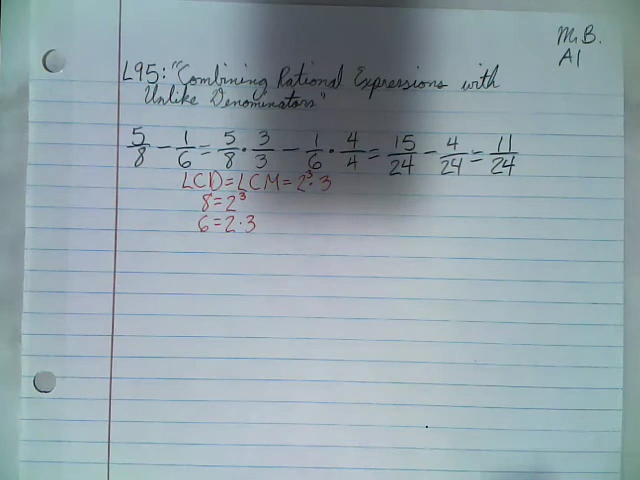 M.B.
A1
L95: "Combining Rational Expressions with
Unlike Denominators"
5/8 - 1/6 = 5/8 · 3/3 - 1/6 · 4/4 = 15/24 - 4/24 = 11/24
LCD = LCM = 2³ · 3
8 = 2³
6 = 2 · 3